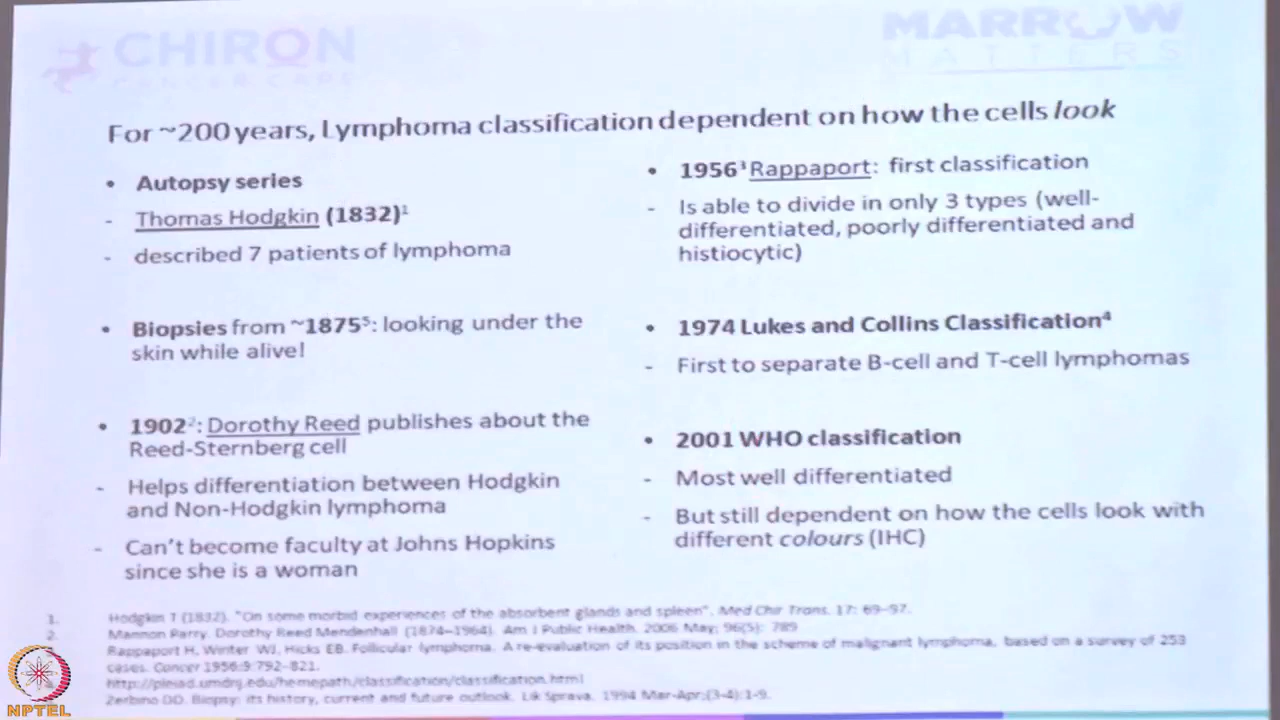 CHIRON
CANCER CARE
MARROW
MATTERS
For ~200 years, Lymphoma classification dependent on how the cells look
• Autopsy series
- Thomas Hodgkin (1832)¹
- described 7 patients of lymphoma
• Biopsies from ~1875⁵: looking under the
skin while alive!
• 1902²: Dorothy Reed publishes about the
Reed-Sternberg cell
- Helps differentiation between Hodgkin
and Non-Hodgkin lymphoma
- Can't become faculty at Johns Hopkins
since she is a woman
• 1956³ Rappaport: first classification
- Is able to divide in only 3 types (well-
differentiated, poorly differentiated and
histiocytic)
• 1974 Lukes and Collins Classification⁴
- First to separate B-cell and T-cell lymphomas
• 2001 WHO classification
- Most well differentiated
- But still dependent on how the cells look with
different colours (IHC)
1. Hodgkin T (1832). "On some morbid experiences of the absorbent glands and spleen". Med Chir Trans. 17: 69–97.
2. Mannon Parry. Dorothy Reed Mendenhall (1874–1964). Am J Public Health. 2006 May; 96(5): 789
Rappaport H, Winter WJ, Hicks EB. Follicular lymphoma. A re-evaluation of its position in the scheme of malignant lymphoma, based on a survey of 253
cases. Cancer 1956;9:792–821.
http://pleiad.umdnj.edu/hemepath/classification/classification.html
Zerbino DD. Biopsy: its history, current and future outlook. Lik Sprava. 1994 Mar-Apr;(3-4):1-9.
NPTEL